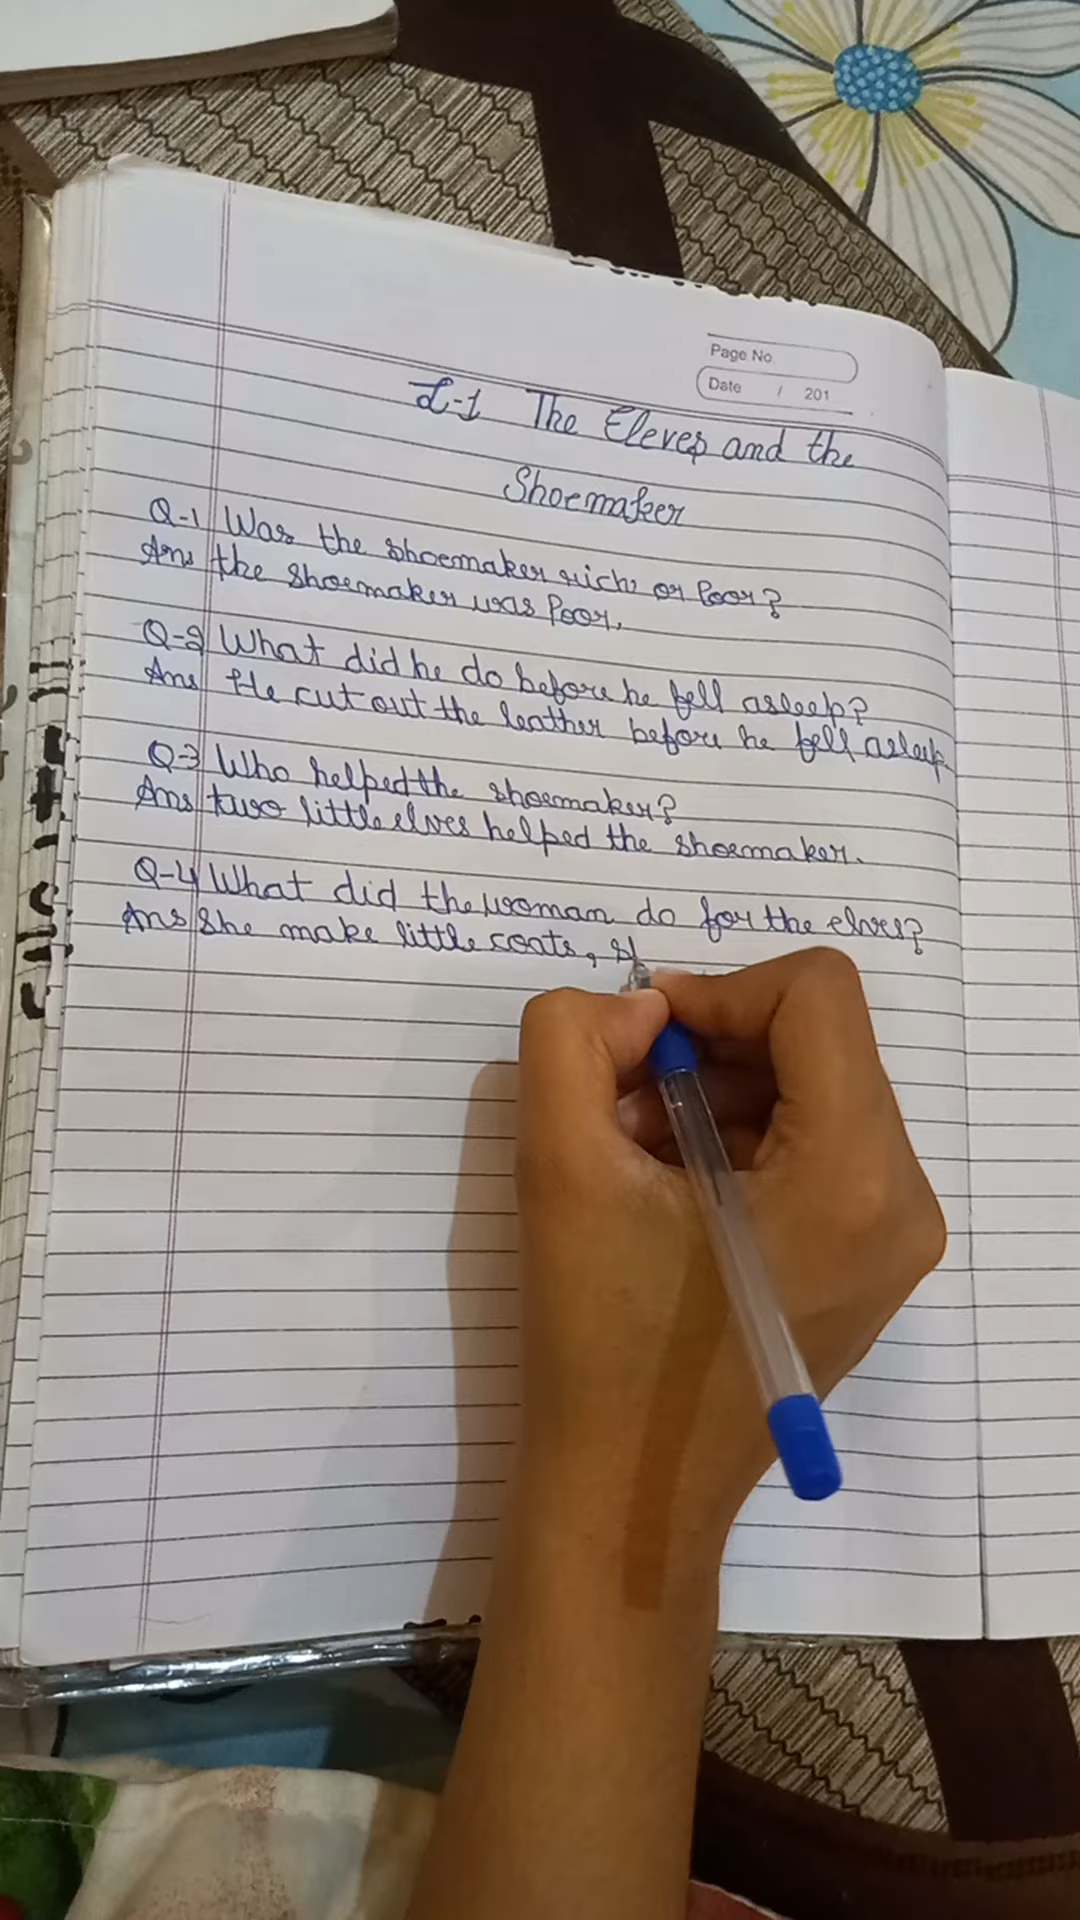 Page No
Date / 201
L-1 The Eleves and the
Shoemaker
Q-1 Was the shoemaker rich or Poor?
Ans the shoemaker was Poor.
Q-2 What did he do before he fell asleep?
Ans He cut out the leather before he fell asleep.
Q-3 Who helped the shoemaker?
Ans two little elves helped the shoemaker.
Q-4 What did the woman do for the elves?
Ans She make little coats, sh